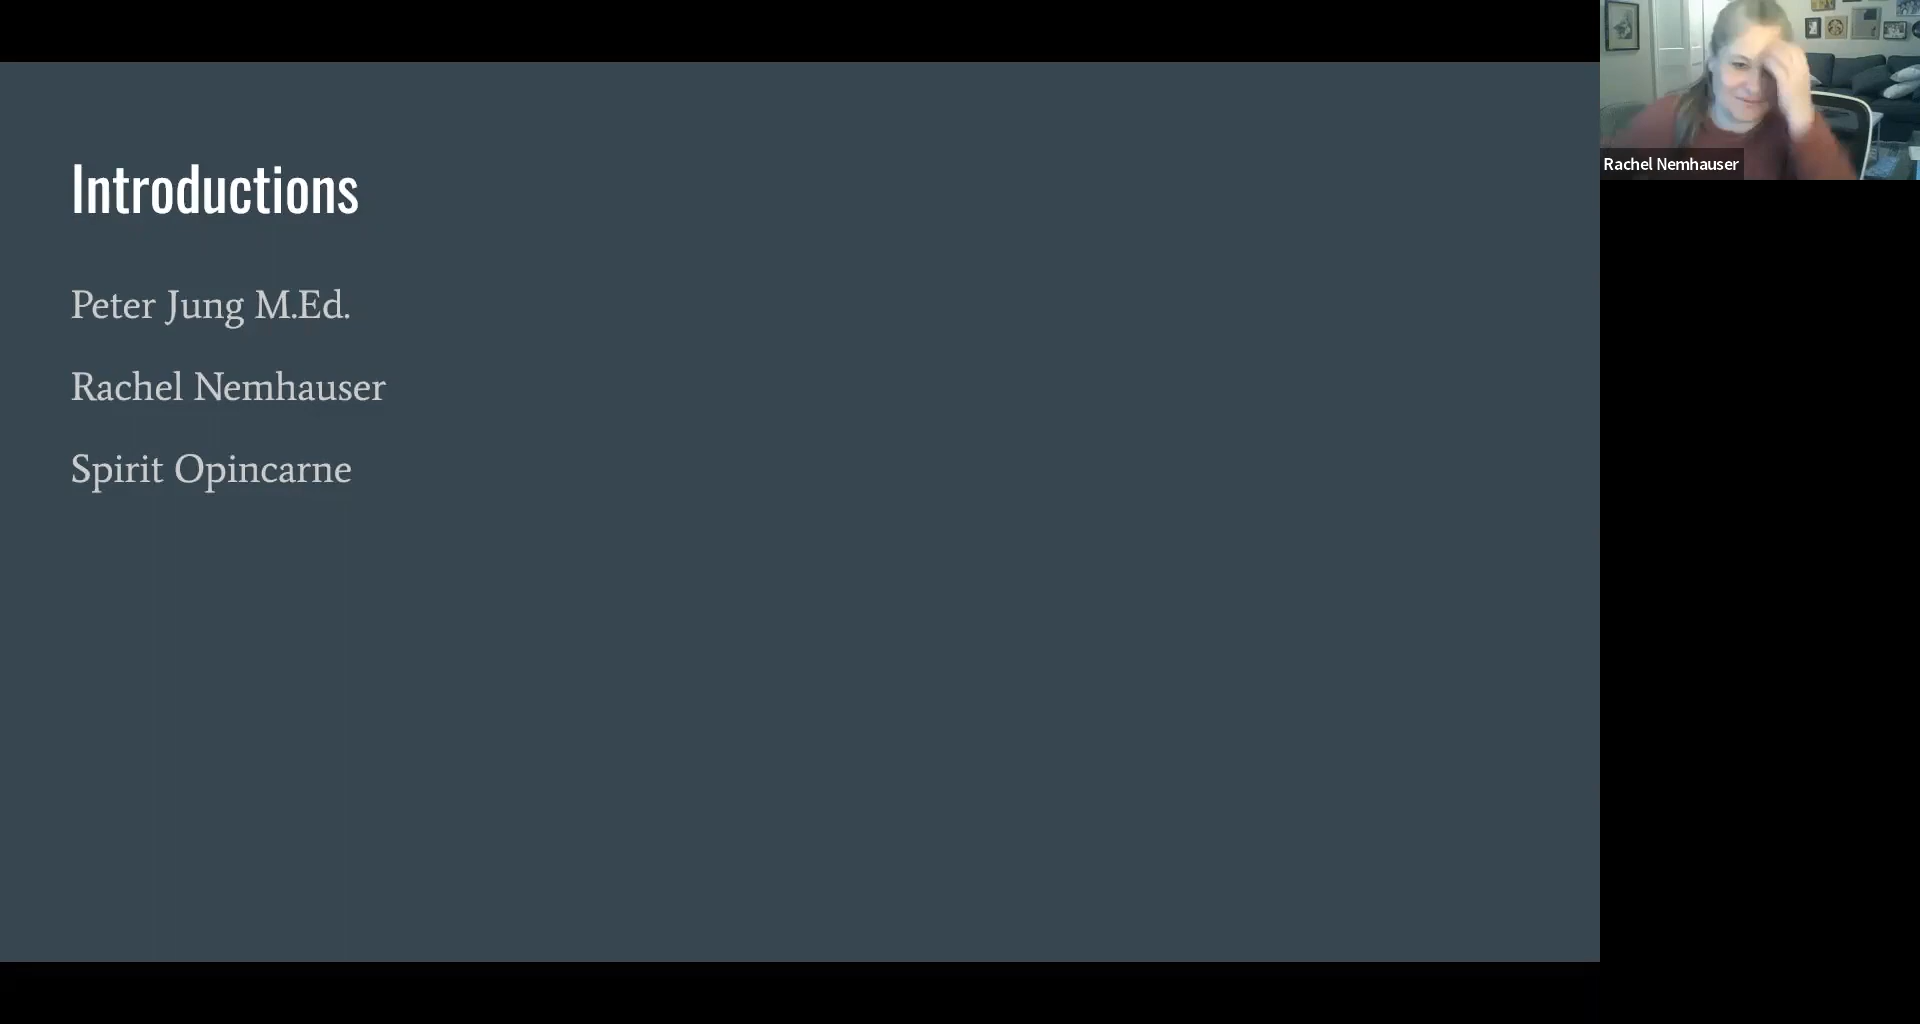 Introductions
Peter Jung M.Ed.
Rachel Nemhauser
Spirit Opincarne
Rachel Nemhauser